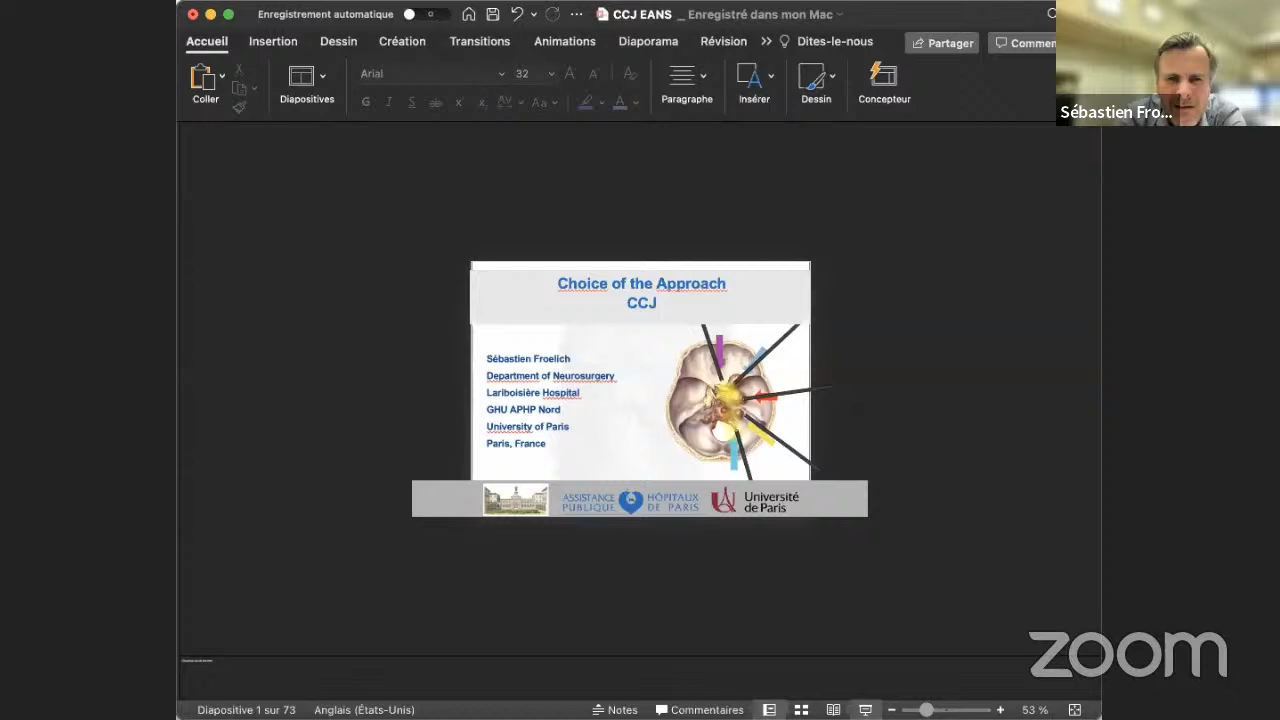 Enregistrement automatique
CCJ EANS _ Enregistré dans mon Mac
Accueil Insertion Dessin Création Transitions Animations Diaporama Révision Dites-le-nous Partager Commen
Arial 32
Coller Diapositives G I S ab x x AV Aa A Paragraphe Insérer Dessin Concepteur
Sébastien Fro...
Choice of the Approach
CCJ
Sébastien Froelich
Department of Neurosurgery
Lariboisière Hospital
GHU APHP Nord
University of Paris
Paris, France
ASSISTANCE PUBLIQUE HÔPITAUX DE PARIS
Université de Paris
zoom
Diapositive 1 sur 73 Anglais (États-Unis) Notes Commentaires 53 %